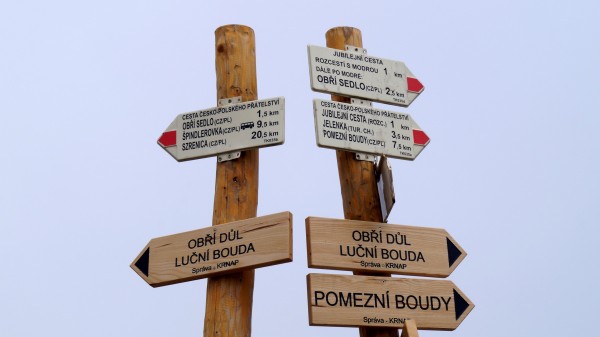 CESTA ČESKO-POLSKÉHO PŘÁTELSTVÍ
OBŘÍ SEDLO (CZ/PL) 1,5 km
ŠPINDLEROVKA (CZ/PL) 9,5 km
SZRENICA (CZ/PL) 20,5 km
OBŘÍ DŮL
LUČNÍ BOUDA
Správa - KRNAP
JUBILEJNÍ CESTA
ROZCESTÍ S MODROU 1 km
DÁLE PO MODRÉ:
OBŘÍ SEDLO (CZ/PL) 2,5 km
CESTA ČESKO-POLSKÉHO PŘÁTELSTVÍ
JUBILEJNÍ CESTA (ROZC.) 1 km
JELENKA (TUR. CH.) 3,5 km
POMEZNÍ BOUDY (CZ/PL) 7,5 km
OBŘÍ DŮL
LUČNÍ BOUDA
Správa - KRNAP
POMEZNÍ BOUDY
Správa - KRNAP